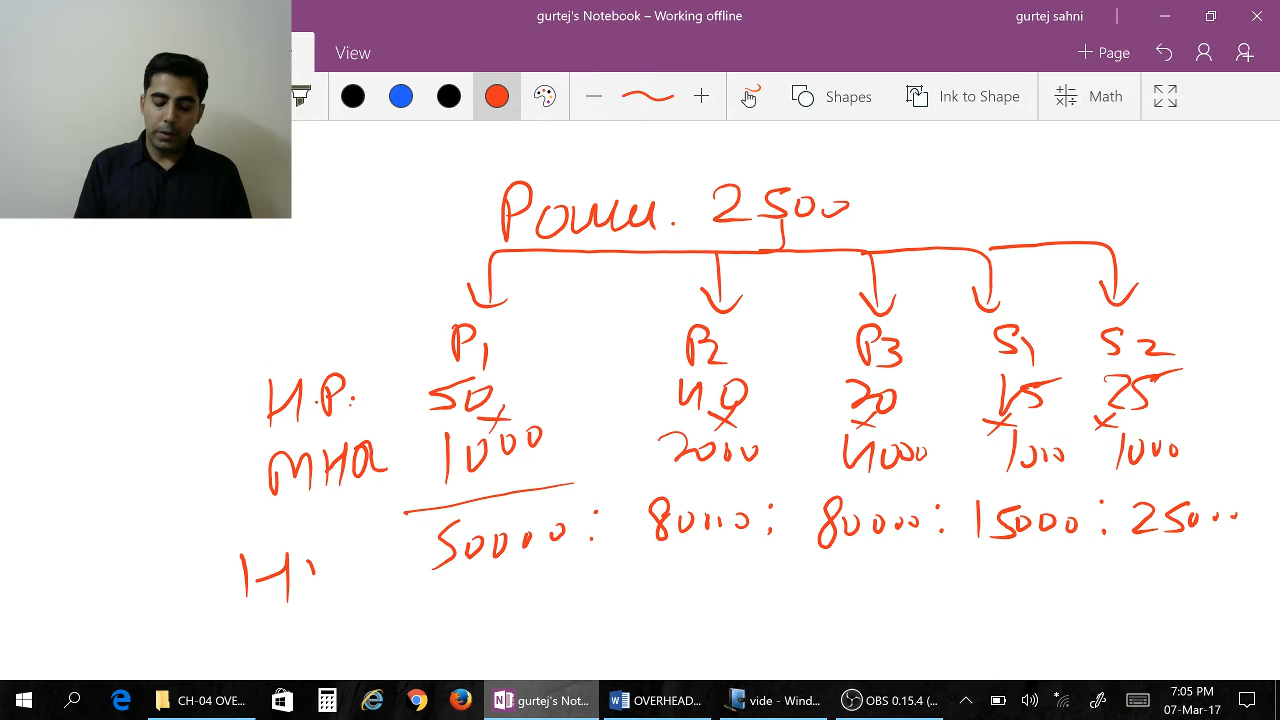 gurtej's Notebook – Working offline
gurtej sahni
View
Page
Shapes
Ink to Shape
Math
Power. 2500
P1 P2 P3 S1 S2
H.P. 50 40 20 15 25
× × × × ×
MHR 1000 2000 4000 1000 1000
50000 : 80000 : 80000 : 15000 : 25000
H.
CH-04 OVE...
gurtej's Not...
OVERHEAD...
vide - Wind...
OBS 0.15.4 (...
7:05 PM
07-Mar-17